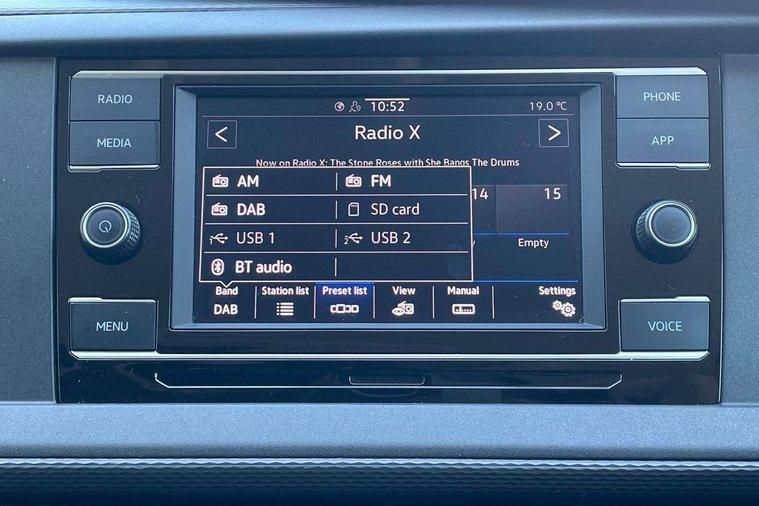 RADIO
MEDIA
MENU
10:52
19.0 °C
<
Radio X
>
Now on Radio X: The Stone Roses with She Bangs The Drums
AM
FM
DAB
SD card
1 USB 1
2 USB 2
BT audio
14
15
Empty
Band
DAB
Station list
Preset list
View
Manual
Settings
PHONE
APP
VOICE